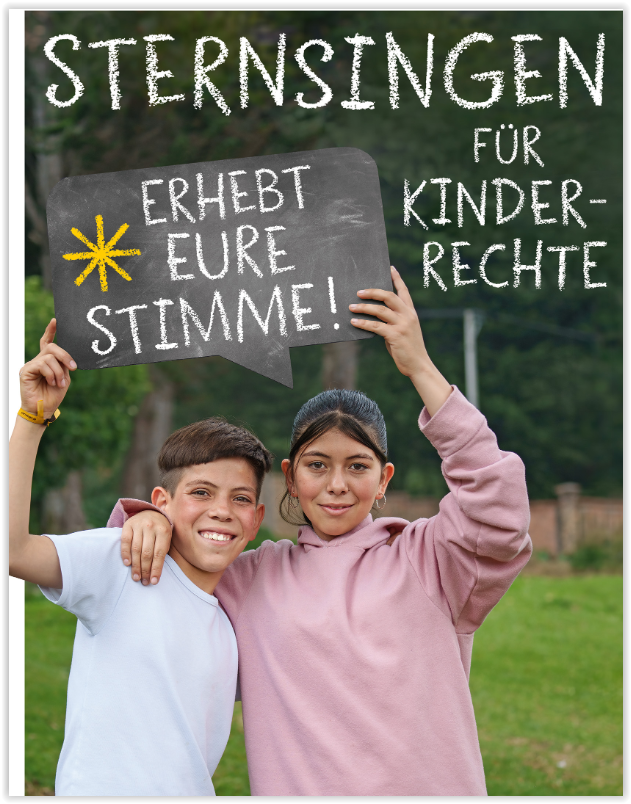 STERNSINGEN
FÜR
KINDER-
RECHTE
ERHEBT
EURE
STIMME!